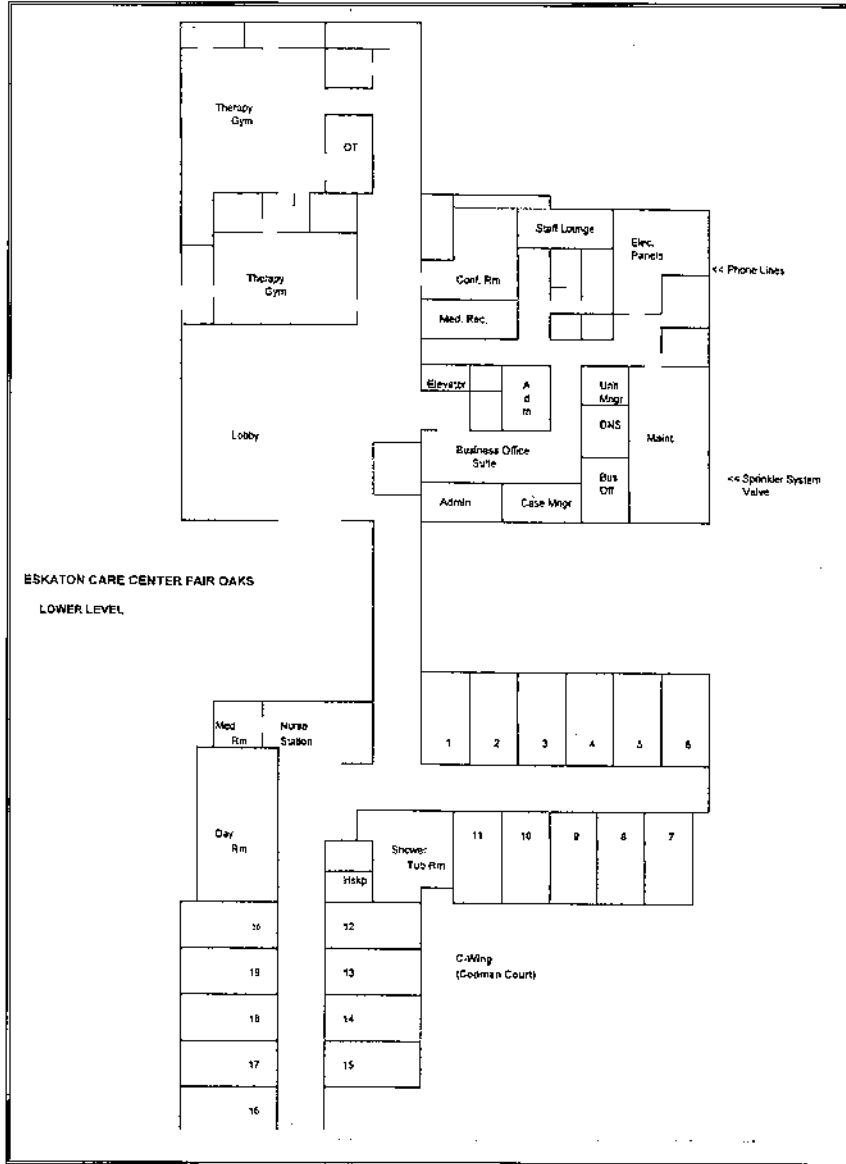 Therapy
Gym
OT
Staff Lounge
Elec.
Panels
<< Phone Lines
Therapy
Gym
Conf. Rm
Med. Rec.
Elevator
A
d
m
Unit
Mngr
DNS
Maint.
Lobby
Business Office
Suite
Bus
Off
<< Sprinkler System
Valve
Admin
Case Mngr
ESKATON CARE CENTER FAIR OAKS
LOWER LEVEL
Med
Rm
Nurse
Station
1
2
3
4
5
6
Day
Rm
Shower
Tub Rm
11
10
9
8
7
Hskp
12
19
13
C-Wing
(Codman Court)
18
14
17
15
16